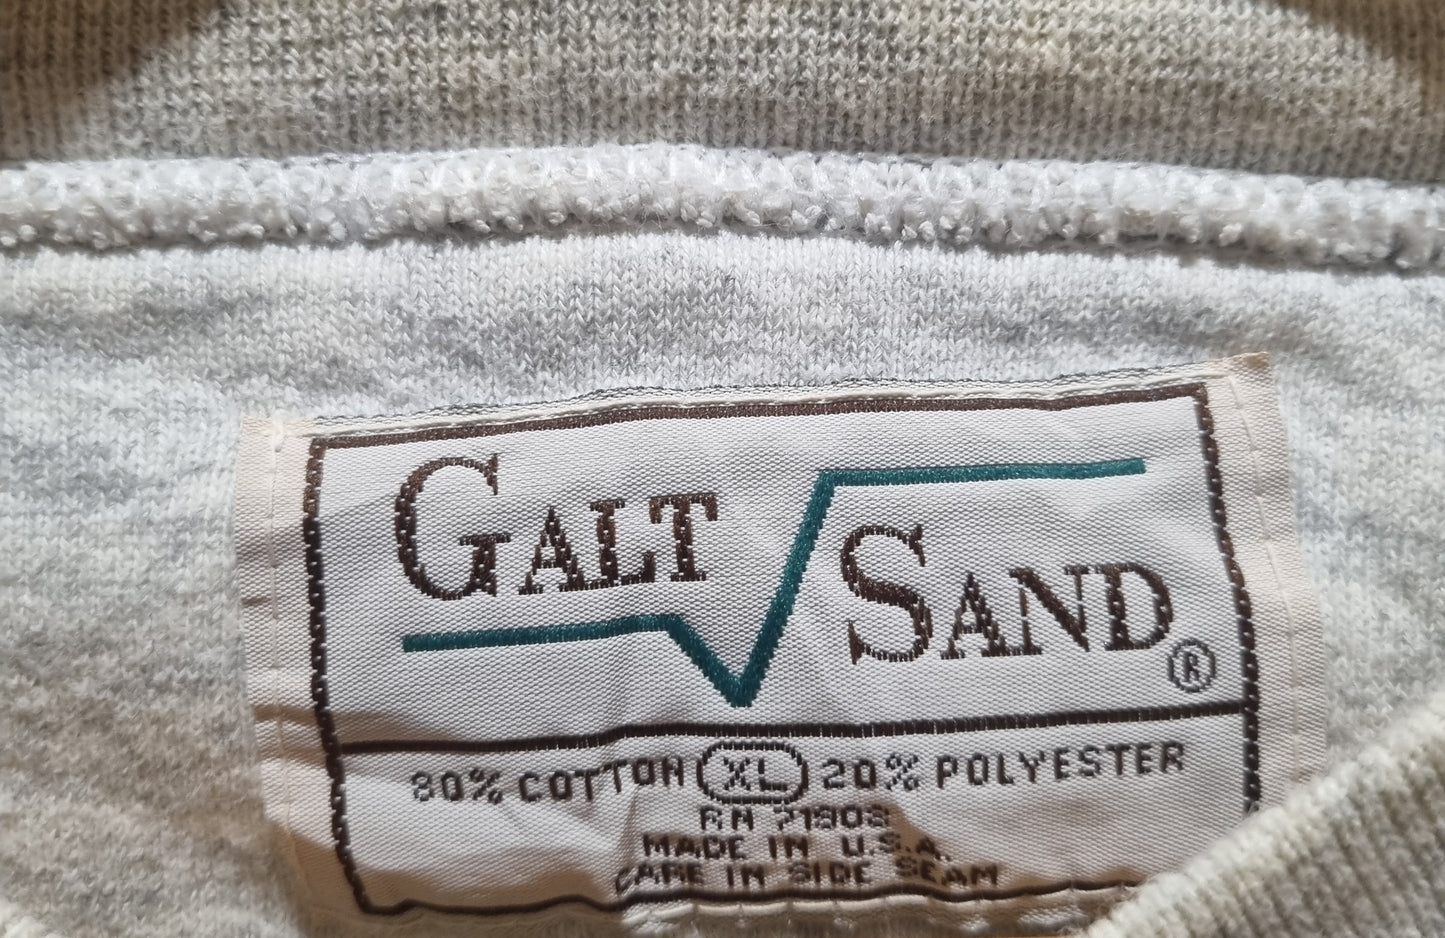 GALT SAND ®
80% COTTON XL 20% POLYESTER
RN 71908
MADE IN U.S.A.
CARE IN SIDE SEAM